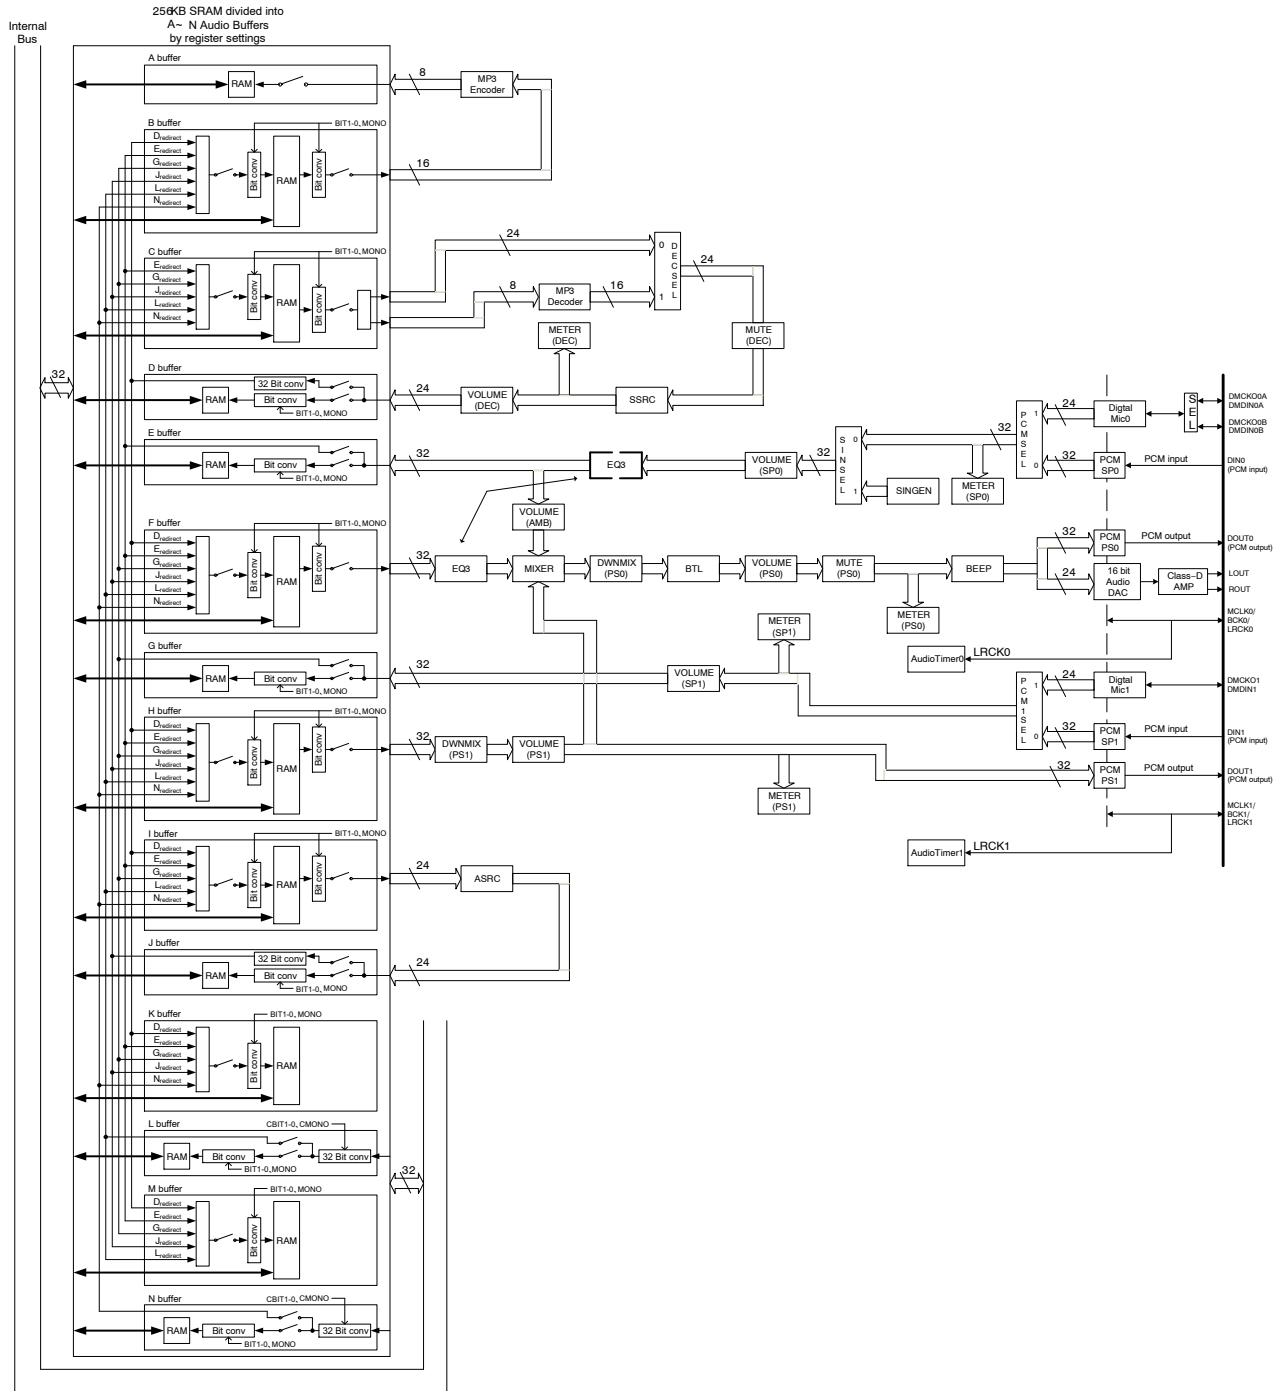 256KB SRAM divided into
A~ N Audio Buffers
by register settings
Internal
Bus
32
A buffer
RAM
8
MP3
Encoder
B buffer
BIT1-0, MONO
Dredirect
Eredirect
Gredirect
Jredirect
Lredirect
Nredirect
Bit conv
RAM
Bit conv
16
C buffer
BIT1-0, MONO
Eredirect
Gredirect
Jredirect
Lredirect
Nredirect
Bit conv
RAM
Bit conv
24
8
MP3
Decoder
16
0
1
DECSEL
24
METER
(DEC)
MUTE
(DEC)
D buffer
32 Bit conv
RAM
Bit conv
BIT1-0, MONO
24
VOLUME
(DEC)
SSRC
E buffer
RAM
Bit conv
BIT1-0, MONO
32
EQ3
VOLUME
(SP0)
32
SINSEL
0
1
SINGEN
32
METER
(SP0)
PCMSEL
1
0
24
Digtal
Mic0
SEL
DMCKO0A
DMDIN0A
DMCKO0B
DMDIN0B
32
PCM
SP0
PCM input
DIN0
(PCM input)
VOLUME
(AMB)
F buffer
BIT1-0, MONO
Dredirect
Eredirect
Gredirect
Jredirect
Lredirect
Nredirect
Bit conv
RAM
Bit conv
32
EQ3
MIXER
DWNMIX
(PS0)
BTL
VOLUME
(PS0)
MUTE
(PS0)
METER
(PS0)
BEEP
32
PCM
PS0
PCM output
DOUT0
(PCM output)
24
16 bit
Audio
DAC
Class-D
AMP
LOUT
ROUT
MCLK0/
BCK0/
LRCK0
AudioTimer0
LRCK0
METER
(SP1)
G buffer
RAM
Bit conv
BIT1-0, MONO
32
VOLUME
(SP1)
PCM1SEL
1
0
24
Digtal
Mic1
DMCKO1
DMDIN1
32
PCM
SP1
PCM input
DIN1
(PCM input)
H buffer
BIT1-0, MONO
Dredirect
Eredirect
Gredirect
Jredirect
Lredirect
Nredirect
Bit conv
RAM
Bit conv
32
DWNMIX
(PS1)
VOLUME
(PS1)
METER
(PS1)
32
PCM
PS1
PCM output
DOUT1
(PCM output)
MCLK1/
BCK1/
LRCK1
AudioTimer1
LRCK1
I buffer
BIT1-0, MONO
Dredirect
Eredirect
Gredirect
Lredirect
Nredirect
Bit conv
RAM
Bit conv
24
ASRC
J buffer
32 Bit conv
RAM
Bit conv
BIT1-0, MONO
24
K buffer
BIT1-0, MONO
Dredirect
Eredirect
Gredirect
Jredirect
Nredirect
Bit conv
RAM
L buffer
CBIT1-0, CMONO
RAM
Bit conv
32 Bit conv
BIT1-0, MONO
32
M buffer
BIT1-0, MONO
Dredirect
Eredirect
Gredirect
Jredirect
Lredirect
Bit conv
RAM
N buffer
CBIT1-0, CMONO
RAM
Bit conv
32 Bit conv
BIT1-0, MONO